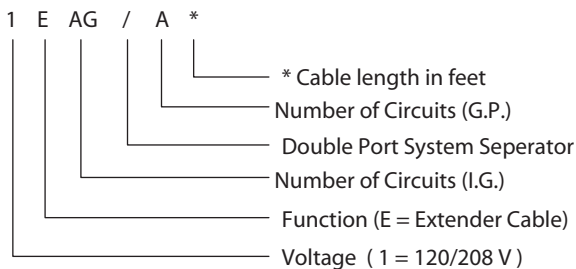 1 E AG / A *
* Cable length in feet
Number of Circuits (G.P.)
Double Port System Seperator
Number of Circuits (I.G.)
Function (E = Extender Cable)
Voltage ( 1 = 120/208 V )